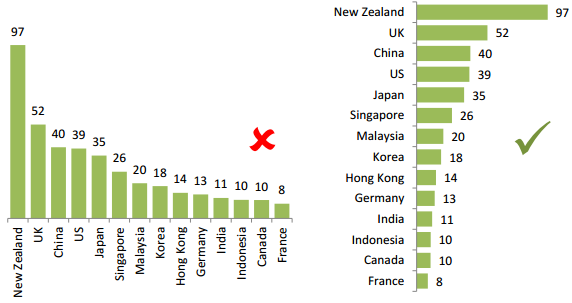 97
52
40
39
35
26
20
18
14
13
11
10
10
8
New Zealand
UK
China
US
Japan
Singapore
Malaysia
Korea
Hong Kong
Germany
India
Indonesia
Canada
France
New Zealand 97
UK 52
China 40
US 39
Japan 35
Singapore 26
Malaysia 20
Korea 18
Hong Kong 14
Germany 13
India 11
Indonesia 10
Canada 10
France 8